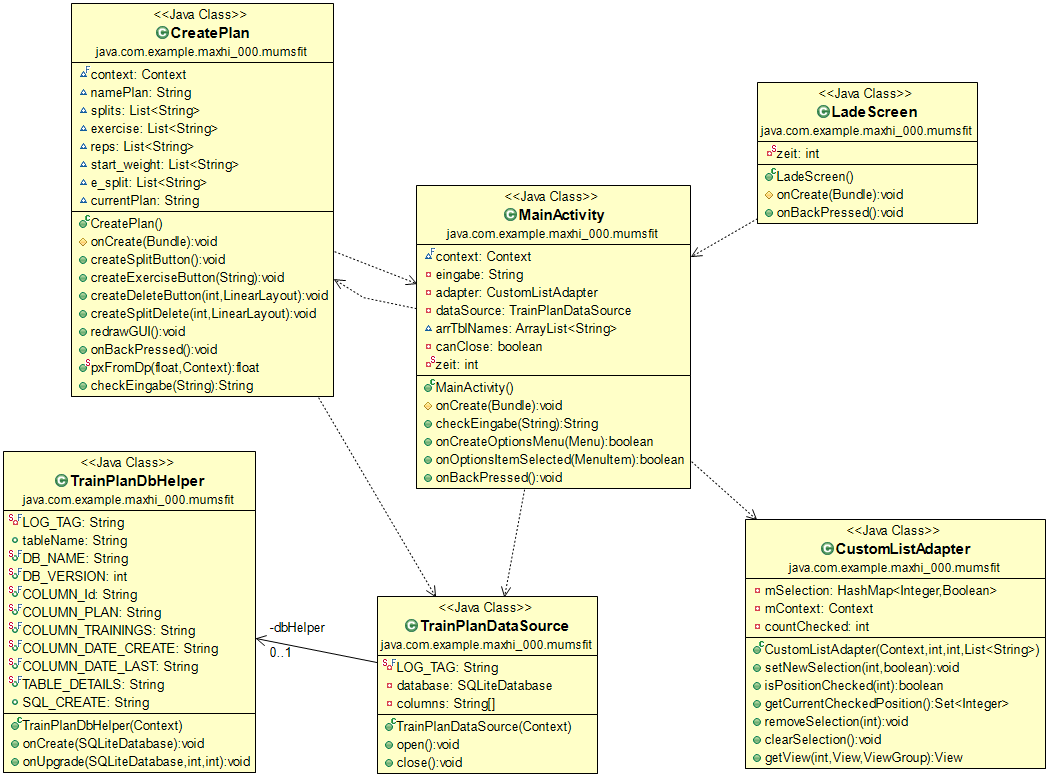 <<Java Class>>
CreatePlan
java.com.example.maxhi_000.mumsfit
context: Context
namePlan: String
splits: List<String>
exercise: List<String>
reps: List<String>
start_weight: List<String>
e_split: List<String>
currentPlan: String
CreatePlan()
onCreate(Bundle):void
createSplitButton():void
createExerciseButton(String):void
createDeleteButton(int,LinearLayout):void
createSplitDelete(int,LinearLayout):void
redrawGUI():void
onBackPressed():void
pxFromDp(float,Context):float
checkEingabe(String):String
<<Java Class>>
LadeScreen
java.com.example.maxhi_000.mumsfit
zeit: int
LadeScreen()
onCreate(Bundle):void
onBackPressed():void
<<Java Class>>
MainActivity
java.com.example.maxhi_000.mumsfit
context: Context
eingabe: String
adapter: CustomListAdapter
dataSource: TrainPlanDataSource
arrTblNames: ArrayList<String>
canClose: boolean
zeit: int
MainActivity()
onCreate(Bundle):void
checkEingabe(String):String
onCreateOptionsMenu(Menu):boolean
onOptionsItemSelected(MenuItem):boolean
onBackPressed():void
<<Java Class>>
TrainPlanDbHelper
java.com.example.maxhi_000.mumsfit
LOG_TAG: String
tableName: String
DB_NAME: String
DB_VERSION: int
COLUMN_Id: String
COLUMN_PLAN: String
COLUMN_TRAININGS: String
COLUMN_DATE_CREATE: String
COLUMN_DATE_LAST: String
TABLE_DETAILS: String
SQL_CREATE: String
TrainPlanDbHelper(Context)
onCreate(SQLiteDatabase):void
onUpgrade(SQLiteDatabase,int,int):void
-dbHelper
0..1
<<Java Class>>
TrainPlanDataSource
java.com.example.maxhi_000.mumsfit
LOG_TAG: String
database: SQLiteDatabase
columns: String[]
TrainPlanDataSource(Context)
open():void
close():void
<<Java Class>>
CustomListAdapter
java.com.example.maxhi_000.mumsfit
mSelection: HashMap<Integer,Boolean>
mContext: Context
countChecked: int
CustomListAdapter(Context,int,int,List<String>)
setNewSelection(int,boolean):void
isPositionChecked(int):boolean
getCurrentCheckedPosition():Set<Integer>
removeSelection(int):void
clearSelection():void
getView(int,View,ViewGroup):View